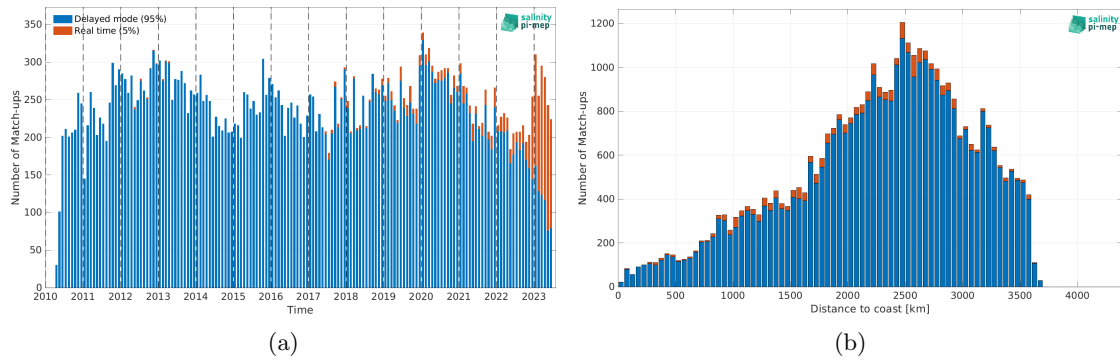 Delayed mode (95%)
Real time (5%)
salinity
pi-mep
Number of Match-ups
350
300
250
200
150
100
50
0
2010 2011 2012 2013 2014 2015 2016 2017 2018 2019 2020 2021 2022 2023
Time
(a)
salinity
pi-mep
Number of Match-ups
1200
1000
800
600
400
200
0
0 500 1000 1500 2000 2500 3000 3500 4000
Distance to coast [km]
(b)